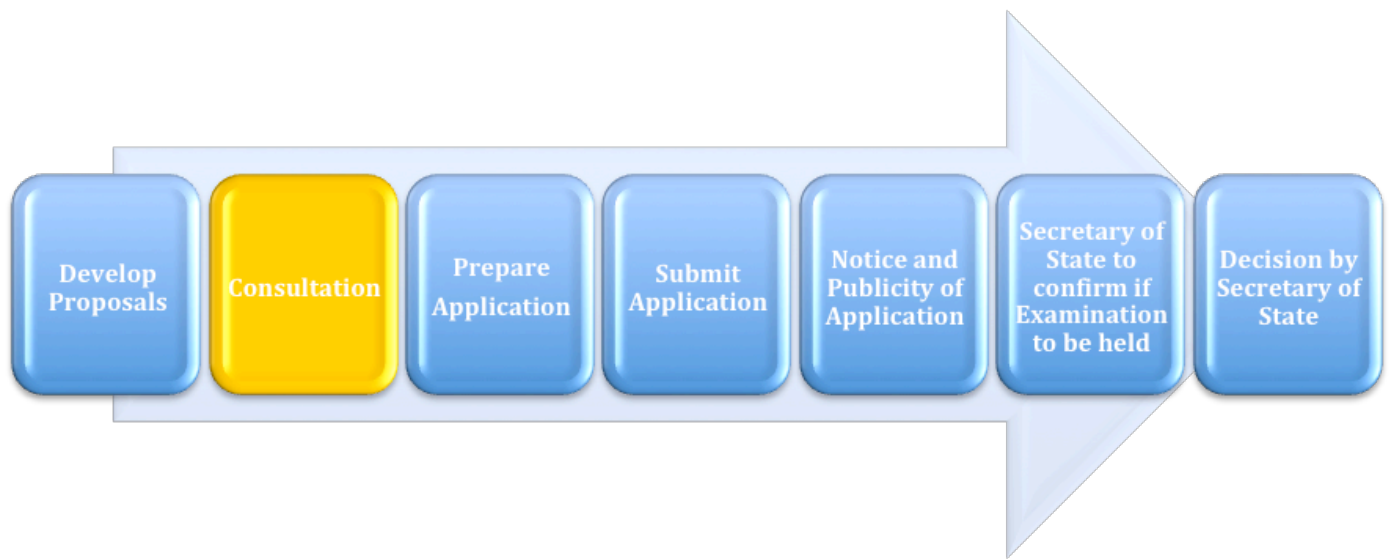 Develop
Proposals
Consultation
Prepare
Application
Submit
Application
Notice and
Publicity of
Application
Secretary of
State to
confirm if
Examination
to be held
Decision by
Secretary of
State